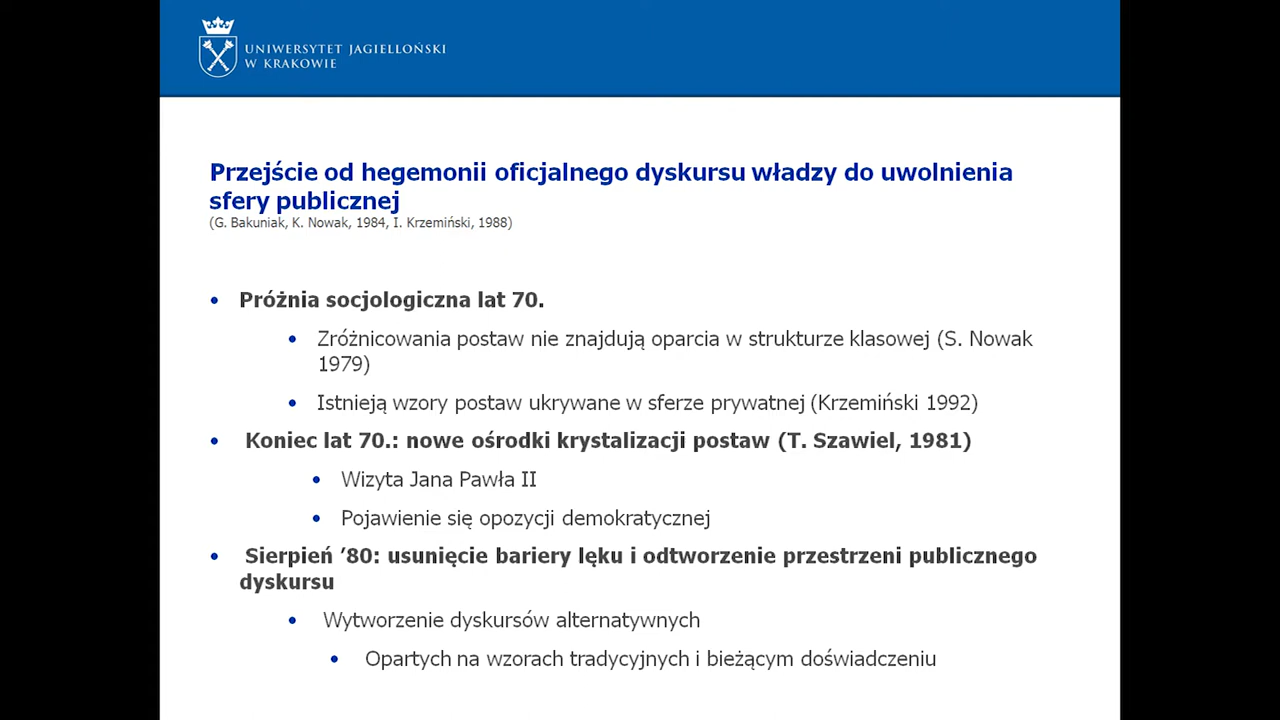 UNIWERSYTET JAGIELLOŃSKI
W KRAKOWIE
Przejście od hegemonii oficjalnego dyskursu władzy do uwolnienia
sfery publicznej
(G. Bakuniak, K. Nowak, 1984, I. Krzemiński, 1988)
• Próżnia socjologiczna lat 70.
• Zróżnicowania postaw nie znajdują oparcia w strukturze klasowej (S. Nowak
1979)
• Istnieją wzory postaw ukrywane w sferze prywatnej (Krzemiński 1992)
• Koniec lat 70.: nowe ośrodki krystalizacji postaw (T. Szawiel, 1981)
• Wizyta Jana Pawła II
• Pojawienie się opozycji demokratycznej
• Sierpień ’80: usunięcie bariery lęku i odtworzenie przestrzeni publicznego
dyskursu
• Wytworzenie dyskursów alternatywnych
• Opartych na wzorach tradycyjnych i bieżącym doświadczeniu